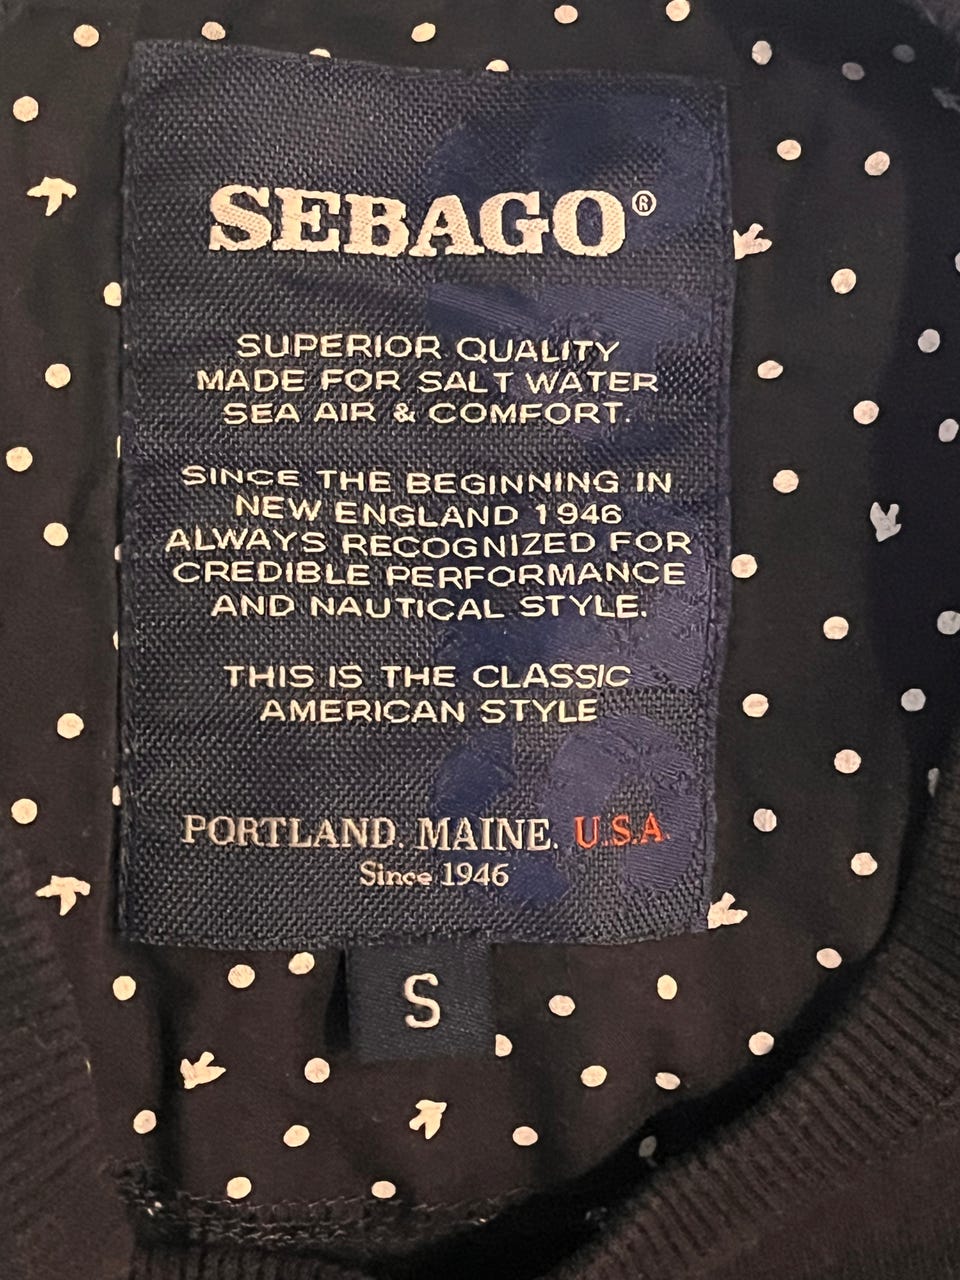 SEBAGO®
SUPERIOR QUALITY
MADE FOR SALT WATER
SEA AIR & COMFORT.
SINCE THE BEGINNING IN
NEW ENGLAND 1946
ALWAYS RECOGNIZED FOR
CREDIBLE PERFORMANCE
AND NAUTICAL STYLE.
THIS IS THE CLASSIC
AMERICAN STYLE
PORTLAND. MAINE. U.S.A
Since 1946
S